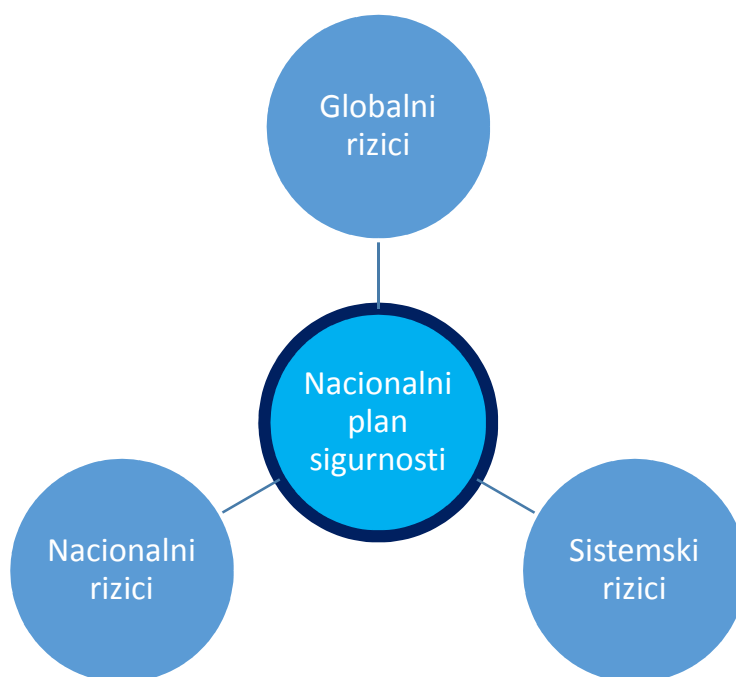 Globalni
rizici
Nacionalni
plan
sigurnosti
Nacionalni
rizici
Sistemski
rizici